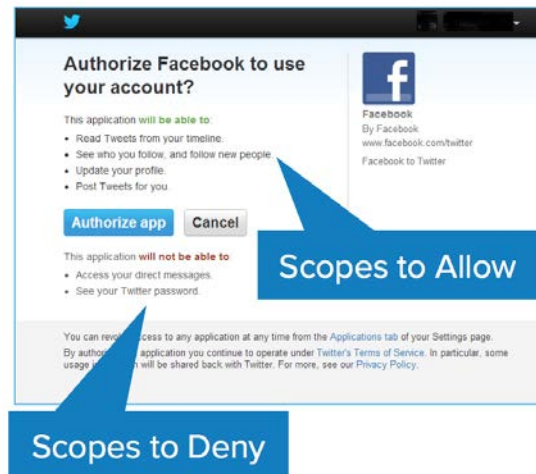 Authorize Facebook to use
your account?
This application will be able to:
• Read Tweets from your timeline.
• See who you follow, and follow new people.
• Update your profile.
• Post Tweets for you.
Authorize app
Cancel
This application will not be able to
• Access your direct messages.
• See your Twitter password.
Facebook
By Facebook
www.facebook.com/twitter
Facebook to Twitter
Scopes to Allow
You can access to any application at any time from the Applications tab of your Settings page.
By application you continue to operate under Twitter's Terms of Service. In particular, some
usage will be shared back with Twitter. For more, see our Privacy Policy.
Scopes to Deny